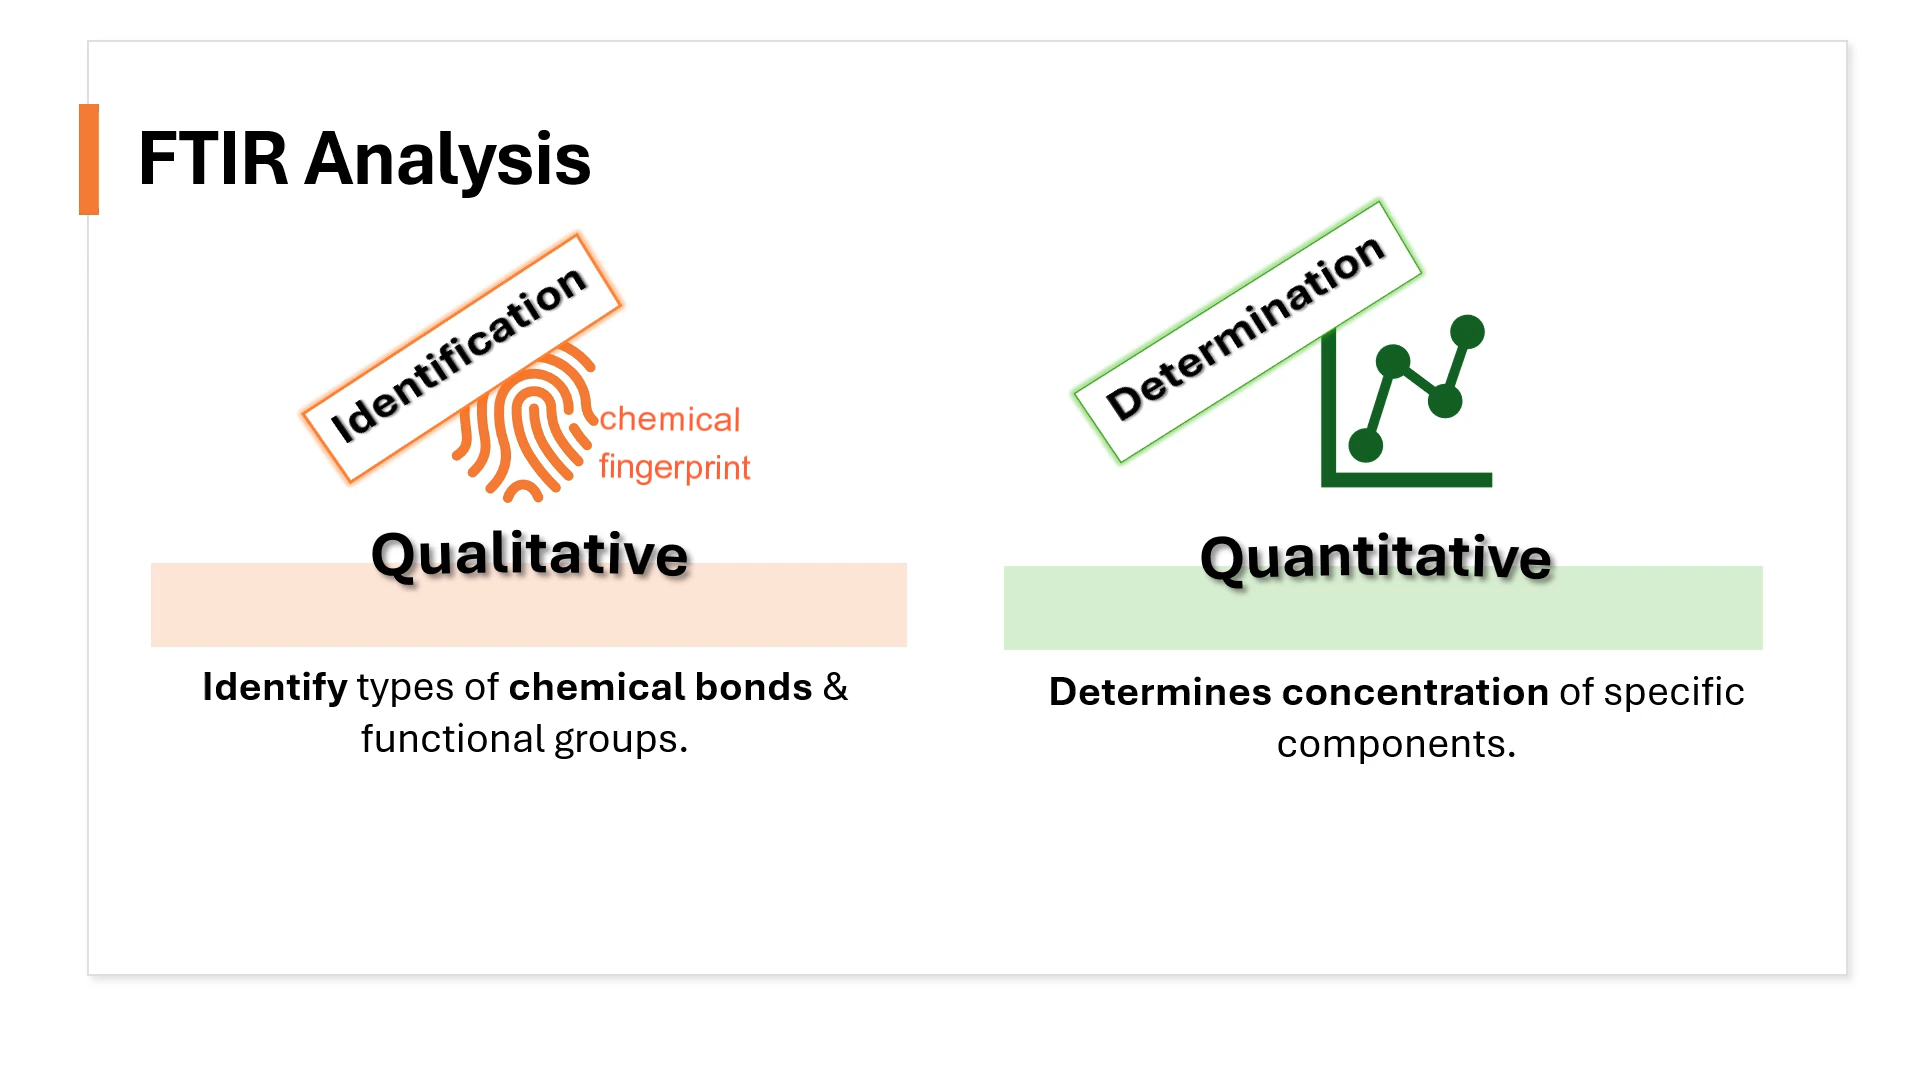 FTIR Analysis
Identification
chemical
fingerprint
Qualitative
Identify types of chemical bonds &
functional groups.
Determination
Quantitative
Determines concentration of specific
components.